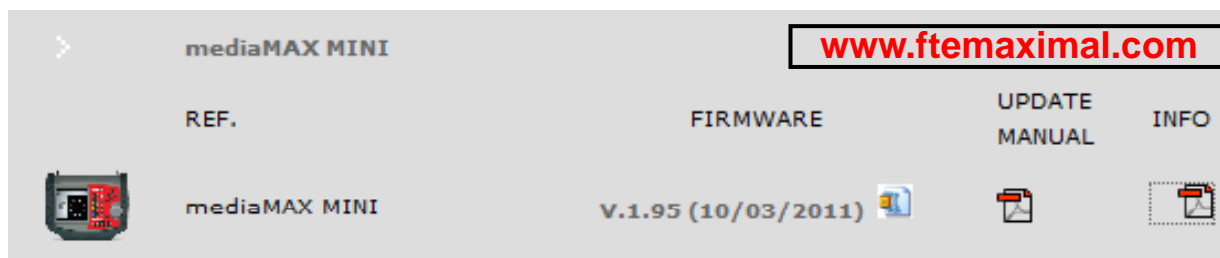 mediaMAX MINI
www.ftemaximal.com
REF.
FIRMWARE
UPDATE
MANUAL
INFO
mediaMAX MINI
V.1.95 (10/03/2011)